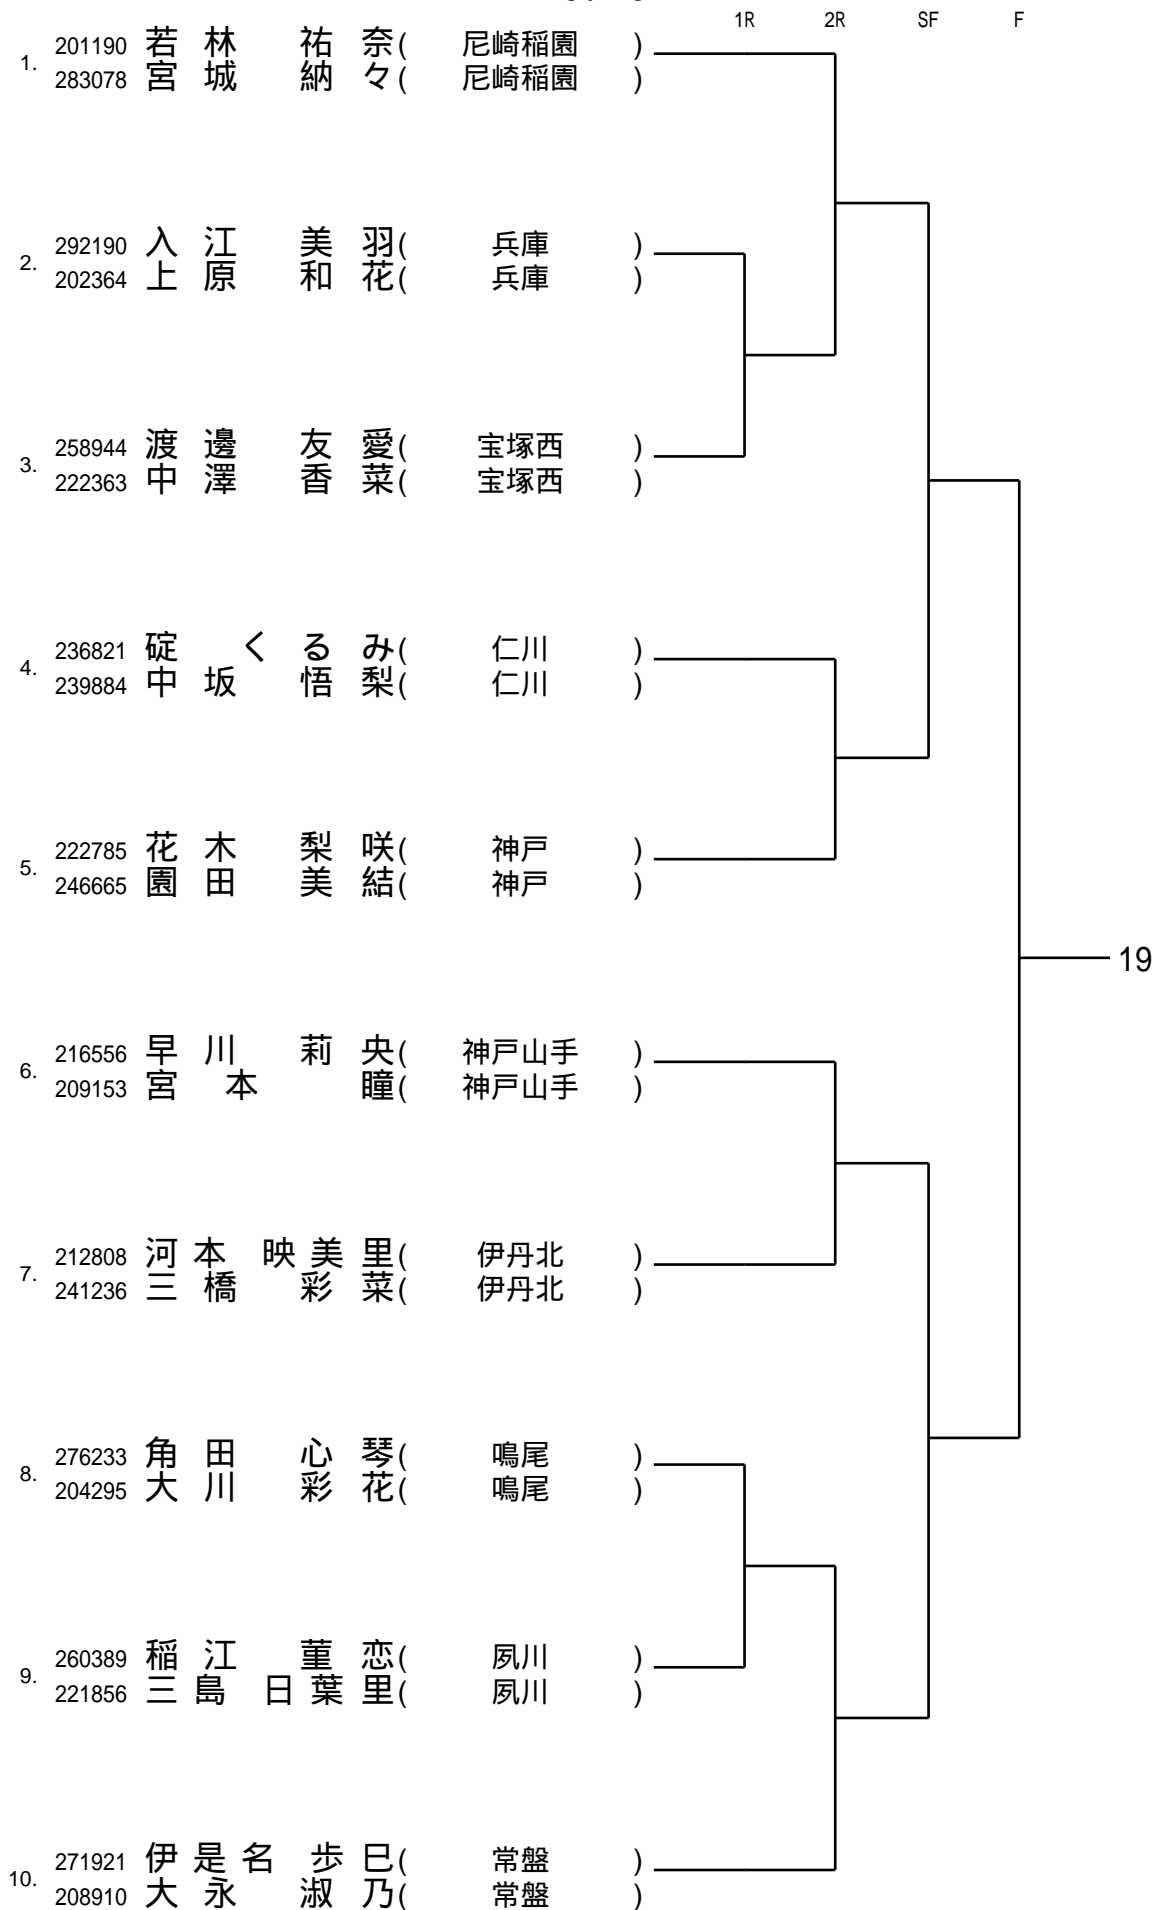 1R 2R SF F
1. 201190 若林 祐奈( 尼崎稲園 )
283078 宮城 納々( 尼崎稲園 )
2. 292190 入江 美羽( 兵庫 )
202364 上原 和花( 兵庫 )
3. 258944 渡邊 友愛( 宝塚西 )
222363 中澤 香菜( 宝塚西 )
4. 236821 碇 くるみ( 仁川 )
239884 中坂 悟梨( 仁川 )
5. 222785 花木 梨咲( 神戸 )
246665 園田 美結( 神戸 )
19
6. 216556 早川 莉央( 神戸山手 )
209153 宮本 瞳( 神戸山手 )
7. 212808 河本 映美里( 伊丹北 )
241236 三橋 彩菜( 伊丹北 )
8. 276233 角田 心琴( 鳴尾 )
204295 大川 彩花( 鳴尾 )
9. 260389 稲江 菫恋( 夙川 )
221856 三島 日葉里( 夙川 )
10. 271921 伊是名 歩巳( 常盤 )
208910 大永 淑乃( 常盤 )